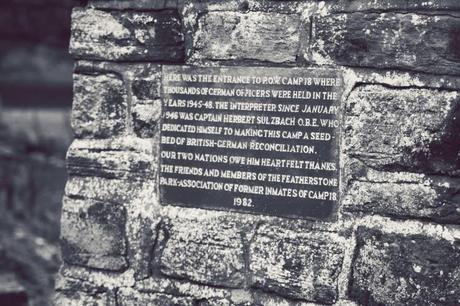 HERE WAS THE ENTRANCE TO P.O.W. CAMP 18 WHERE
THOUSANDS OF GERMAN OFFICERS WERE HELD IN THE
YEARS 1945-48. THE INTERPRETER SINCE JANUARY
1946 WAS CAPTAIN HERBERT SULZBACH O.B.E. WHO
DEDICATED HIMSELF TO MAKING THIS CAMP A SEED-
BED OF BRITISH-GERMAN RECONCILIATION.
OUR TWO NATIONS OWE HIM HEARTFELT THANKS.
THE FRIENDS AND MEMBERS OF THE FEATHERSTONE
PARK-ASSOCIATION OF FORMER INMATES OF CAMP 18
1982.